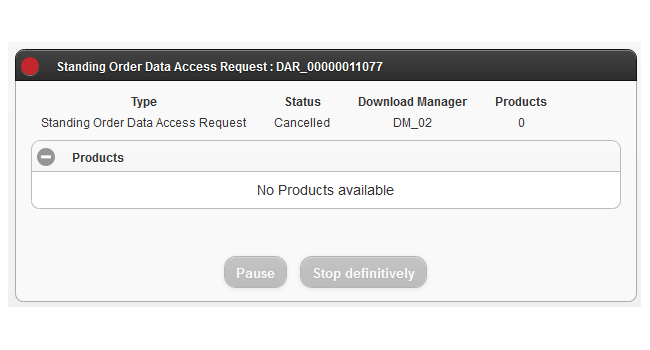 Standing Order Data Access Request : DAR_00000011077
Type Status Download Manager Products
Standing Order Data Access Request Cancelled DM_02 0
Products
No Products available
Pause Stop definitively